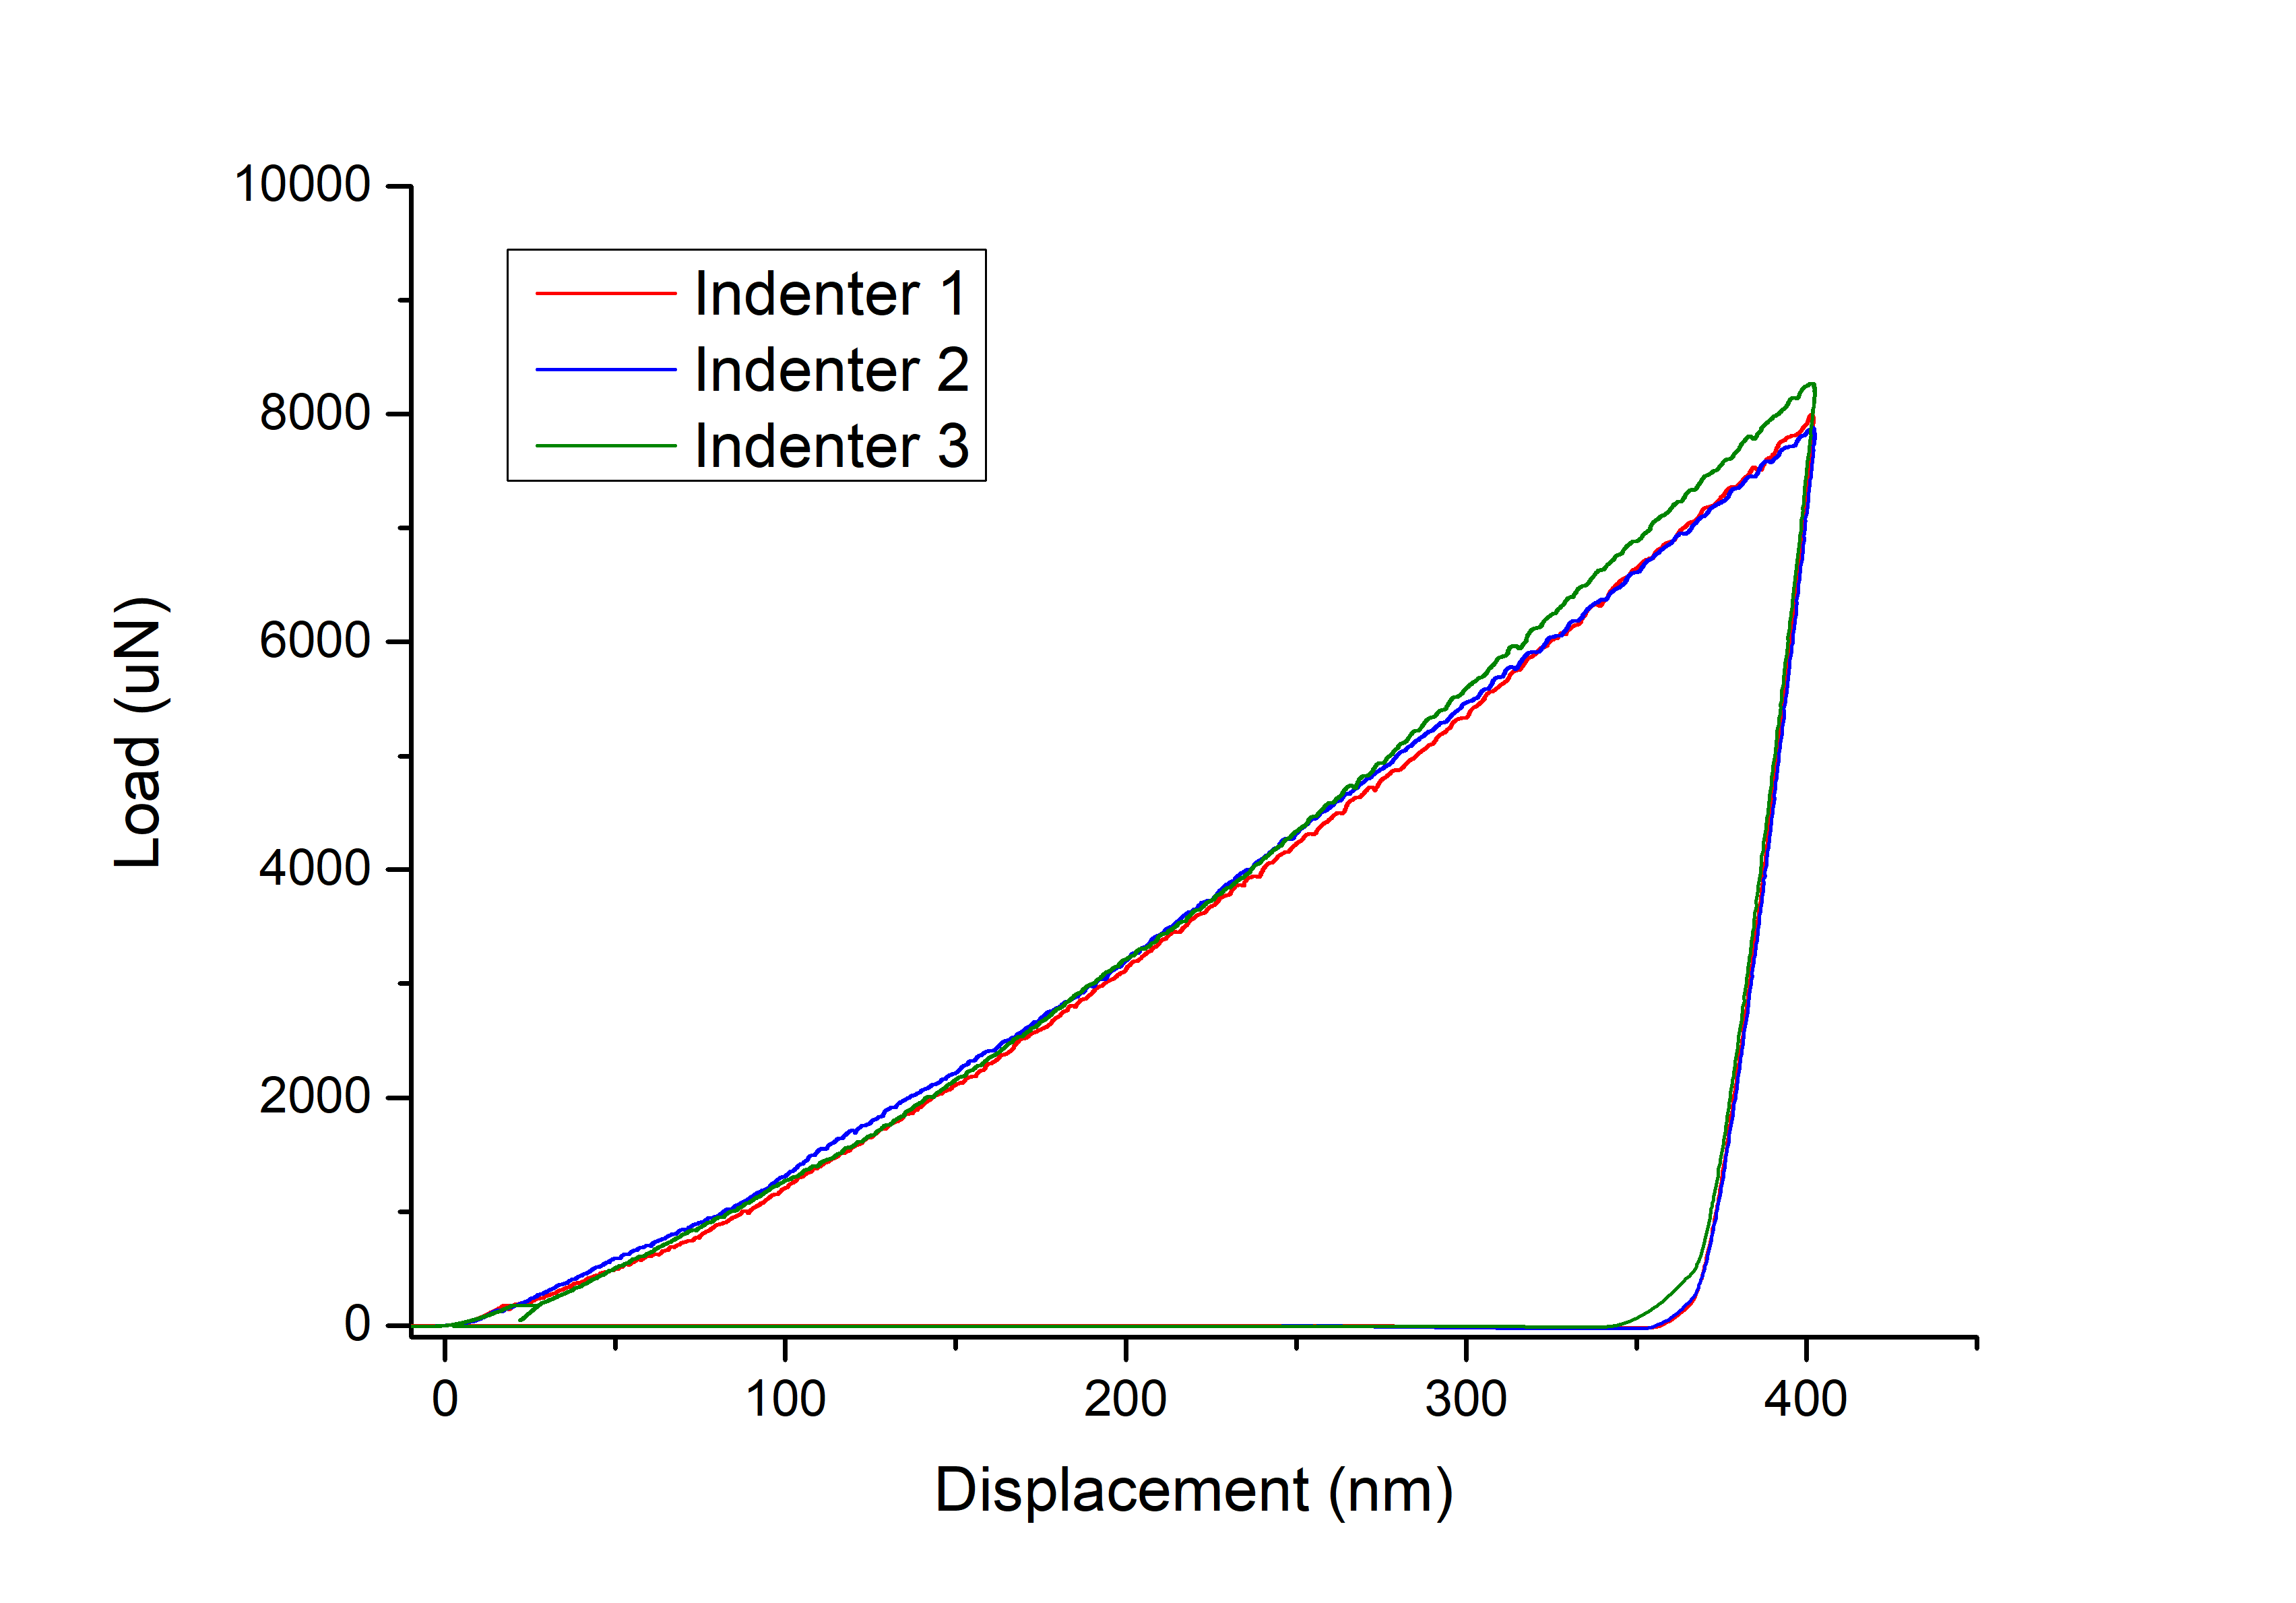 10000
8000
6000
4000
2000
0
Load (uN)
Indenter 1
Indenter 2
Indenter 3
0 100 200 300 400
Displacement (nm)